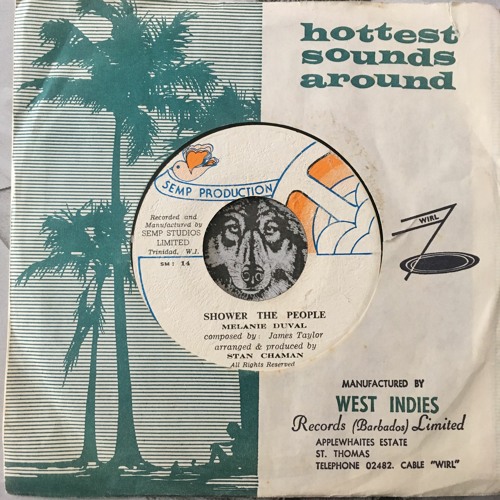 hottest
sounds
around
SEMP PRODUCTION
Recorded and
Manufactured by
SEMP STUDIOS
LIMITED
Trinidad, W.I.
SM: 14
WIRL
SHOWER THE PEOPLE
MELANIE DUVAL
composed by: James Taylor
arranged & produced by
STAN CHAMAN
All Rights Reserved
MANUFACTURED BY
WEST INDIES
Records (Barbados) Limited
APPLEWHAITES ESTATE
ST. THOMAS
TELEPHONE 02482. CABLE "WIRL"